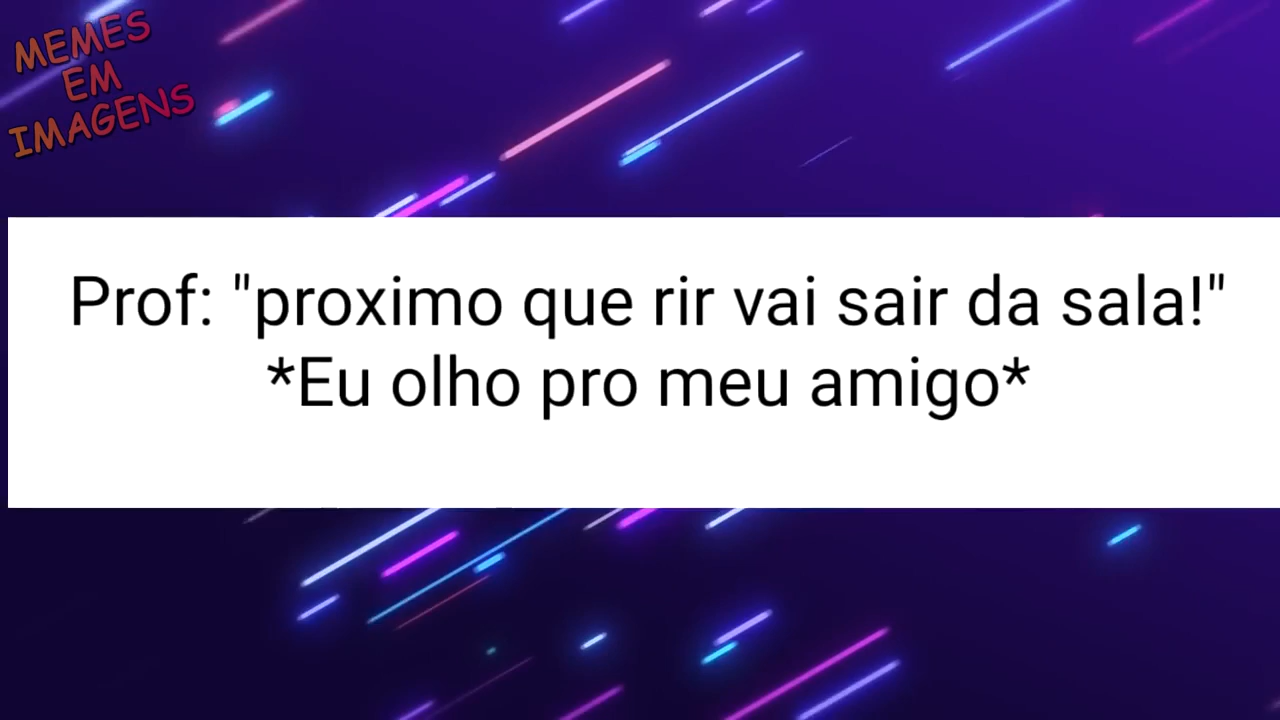 MEMES
EM
IMAGENS
Prof: "proximo que rir vai sair da sala!"
*Eu olho pro meu amigo*